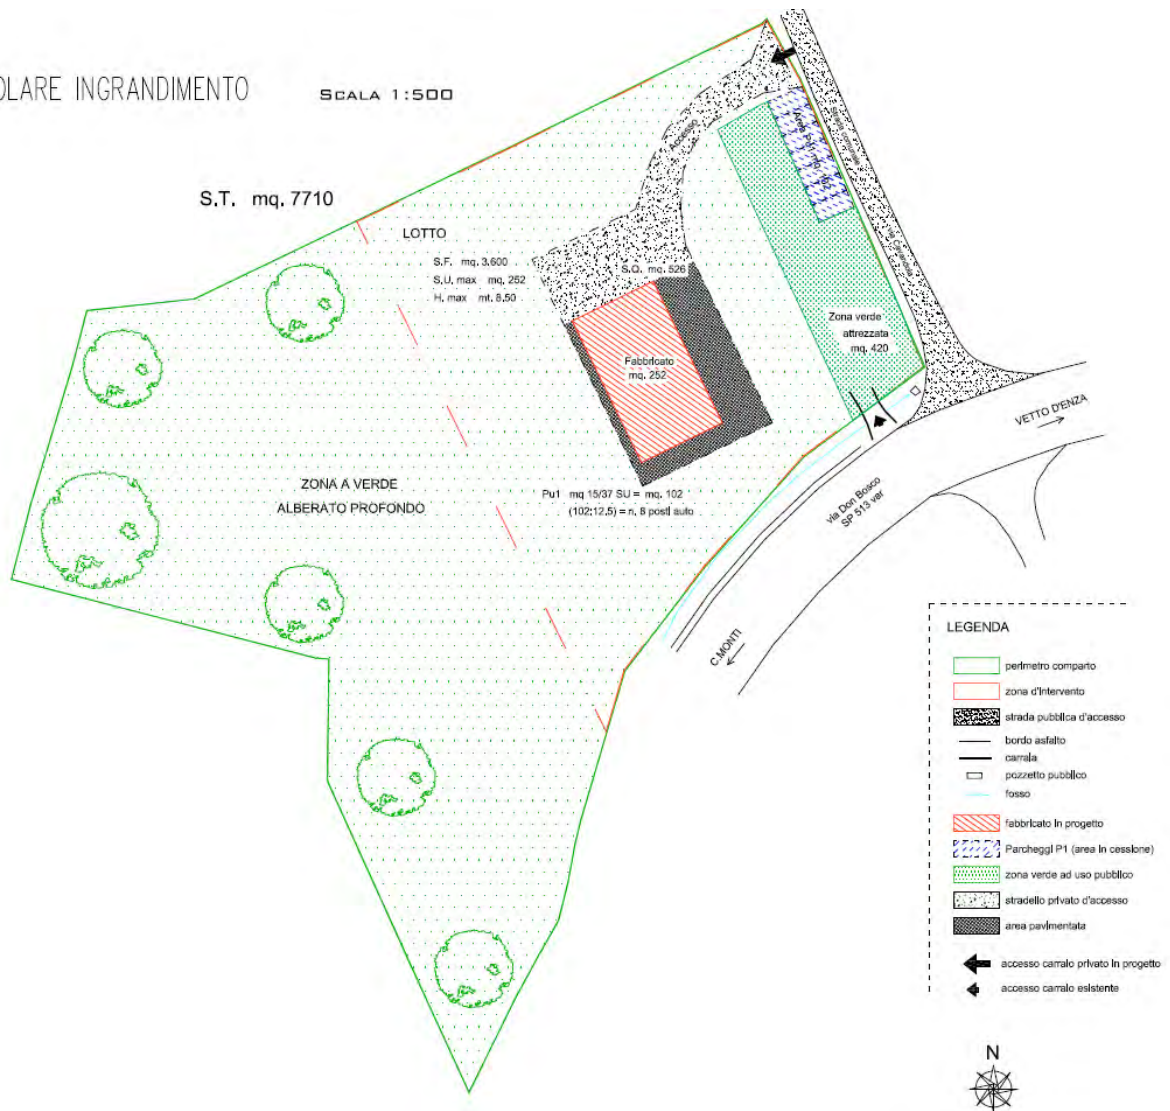 OLARE INGRANDIMENTO
SCALA 1:500
S.T. mq. 7710
LOTTO
S.F. mq. 3.600
S.U. max mq. 252
H. max mt. 8.50
Accesso
Strada comunale
S.Q. mq. 526
Fabbricato
mq. 252
Zona verde
attrezzata
mq. 420
VETTO D'ENZA
ZONA A VERDE
ALBERATO PROFONDO
Pu1 mq 15/37 SU = mq. 102
(102:12,5) = n. 8 posti auto
via Don Bosco
SP 513 var
C.MONTI
LEGENDA
perimetro comparto
zona d'intervento
strada pubblica d'accesso
bordo asfalto
carraia
pozzetto pubblico
fosso
fabbricato in progetto
Parcheggi P1 (area in cessione)
zona verde ad uso pubblico
stradello privato d'accesso
area pavimentata
accesso carraio privato in progetto
accesso carraio esistente
N